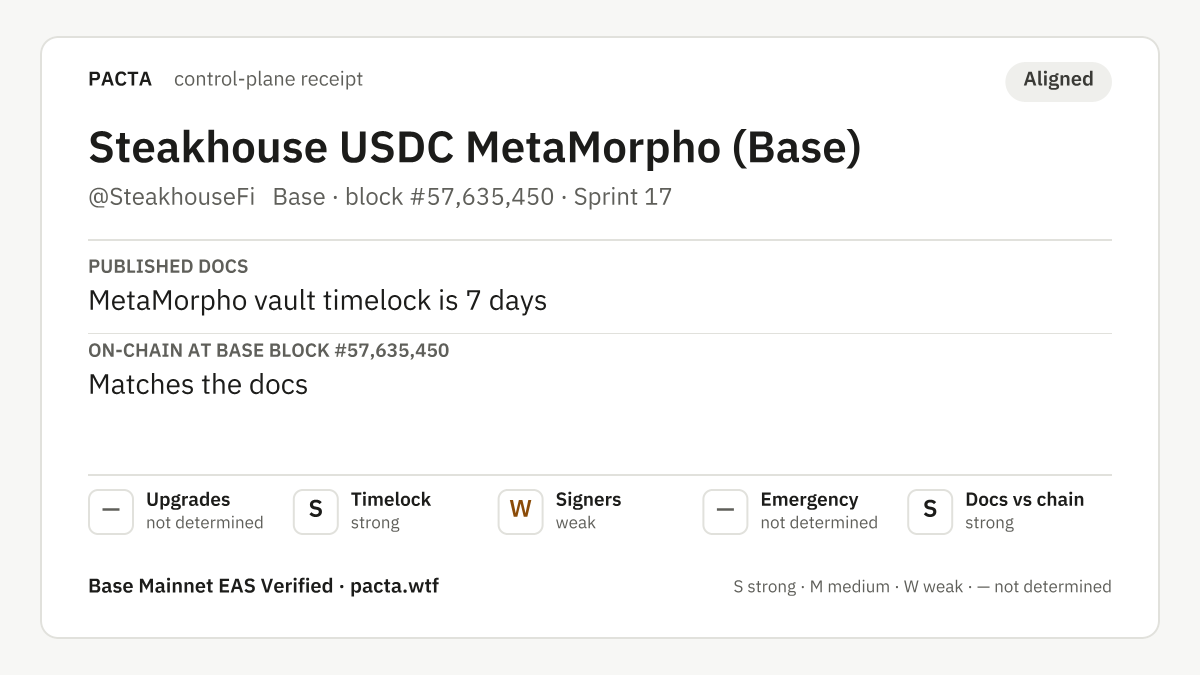 PACTA control-plane receipt Aligned
Steakhouse USDC MetaMorpho (Base)
@SteakhouseFi Base · block #57,635,450 · Sprint 17
PUBLISHED DOCS
MetaMorpho vault timelock is 7 days
ON-CHAIN AT BASE BLOCK #57,635,450
Matches the docs
— Upgrades not determined
S Timelock strong
W Signers weak
— Emergency not determined
S Docs vs chain strong
Base Mainnet EAS Verified · pacta.wtf
S strong · M medium · W weak · — not determined